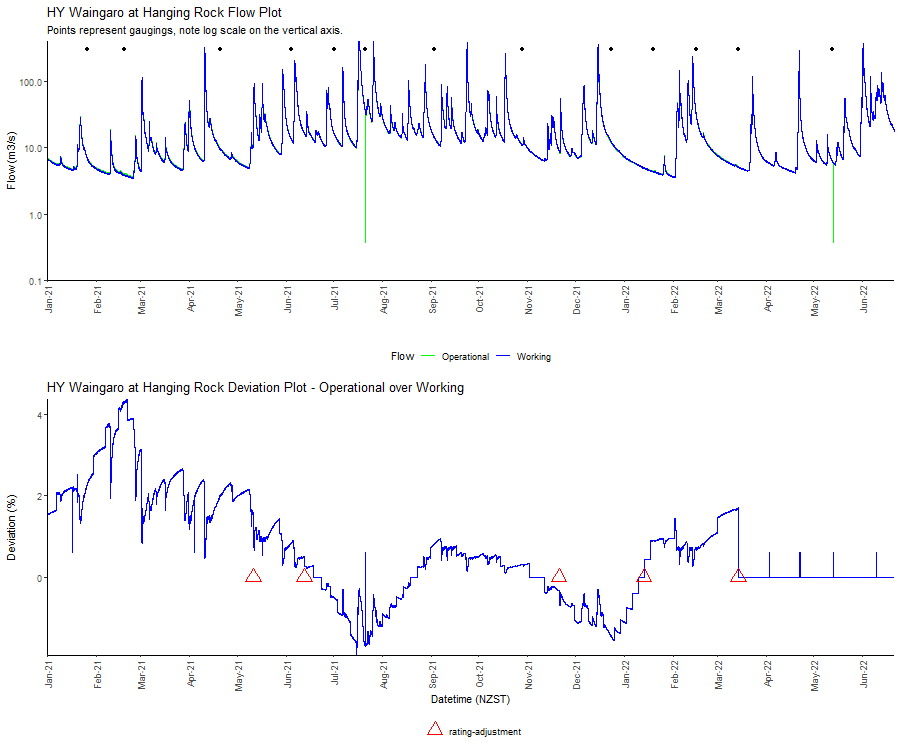 HY Waingaro at Hanging Rock Flow Plot
Points represent gaugings, note log scale on the vertical axis.
Flow(m3/s)
100.0
10.0
1.0
0.1
Jan-21 Feb-21 Mar-21 Apr-21 May-21 Jun-21 Jul-21 Aug-21 Sep-21 Oct-21 Nov-21 Dec-21 Jan-22 Feb-22 Mar-22 Apr-22 May-22 Jun-22
Flow Operational Working
HY Waingaro at Hanging Rock Deviation Plot - Operational over Working
Deviation (%)
4
2
0
Jan-21 Feb-21 Mar-21 Apr-21 May-21 Jun-21 Jul-21 Aug-21 Sep-21 Oct-21 Nov-21 Dec-21 Jan-22 Feb-22 Mar-22 Apr-22 May-22 Jun-22
Datetime (NZST)
rating-adjustment